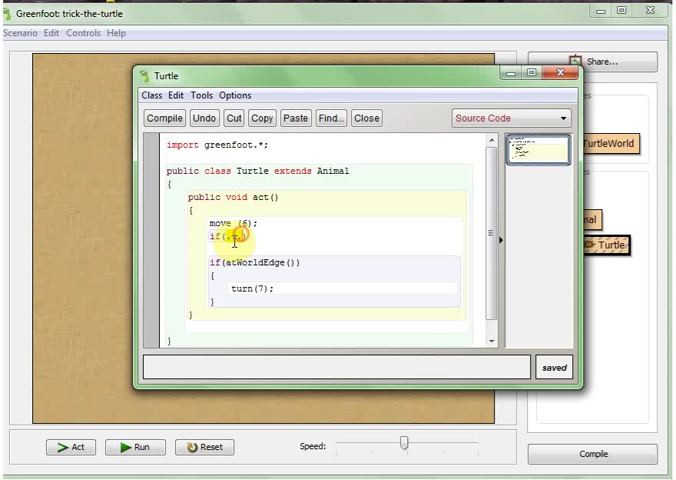 Greenfoot: trick-the-turtle
Scenario Edit Controls Help
Share...
Turtle
Class Edit Tools Options
Compile Undo Cut Copy Paste Find... Close
Source Code
import greenfoot.*;
public class Turtle extends Animal
{
public void act()
{
move (6);
if(
if(atWorldEdge())
{
turn(7);
}
}
}
saved
TurtleWorld
Turtle
> Act
Run
Reset
Speed:
Compile